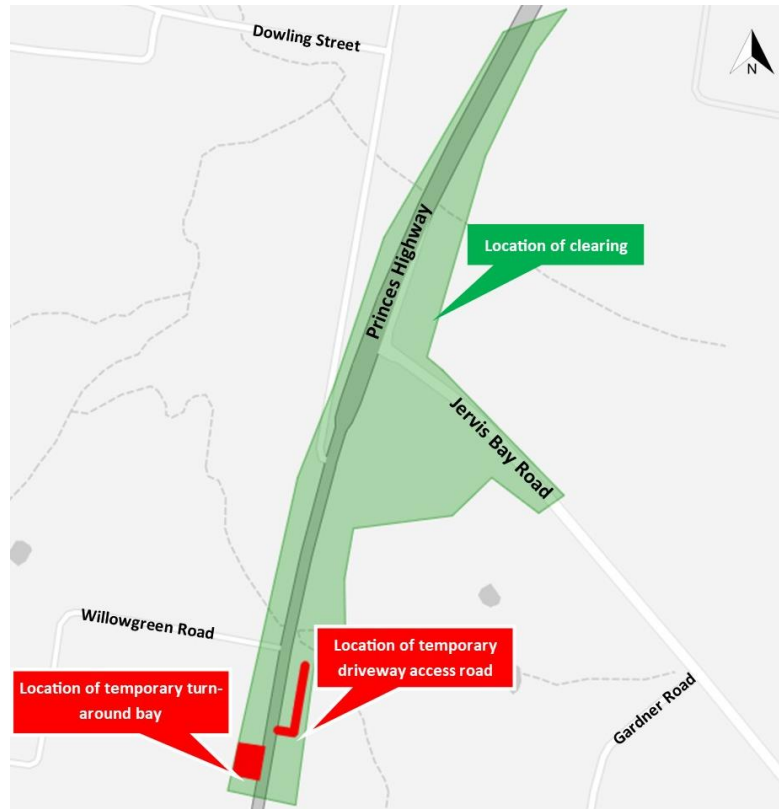 Dowling Street
N
Princes Highway
Location of clearing
Jervis Bay Road
Willowgreen Road
Location of temporary
driveway access road
Location of temporary turn-
around bay
Gardner Road